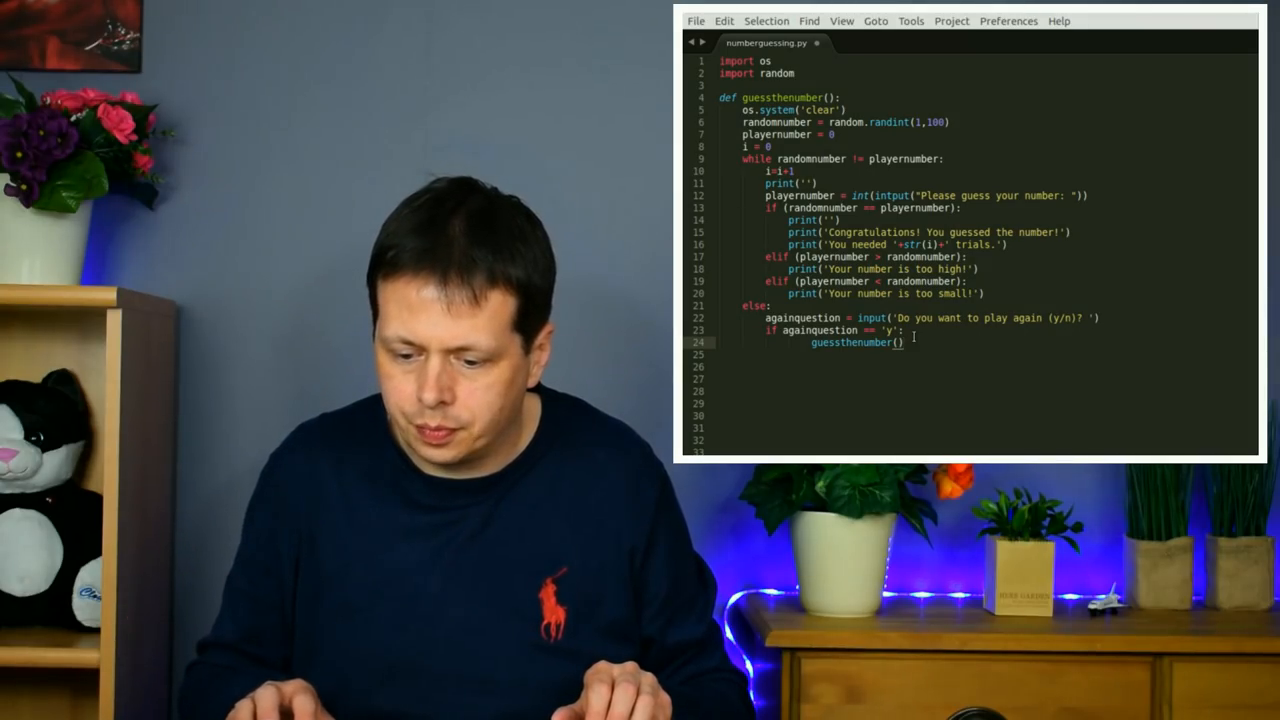 File Edit Selection Find View Goto Tools Project Preferences Help
numberguessing.py
1 import os
2 import random
3
4 def guessthenumber():
5 os.system('clear')
6 randomnumber = random.randint(1,100)
7 playernumber = 0
8 i = 0
9 while randomnumber != playernumber:
10 i=i+1
11 print('')
12 playernumber = int(intput("Please guess your number: "))
13 if (randomnumber == playernumber):
14 print('')
15 print('Congratulations! You guessed the number!')
16 print('You needed '+str(i)+' trials.')
17 elif (playernumber > randomnumber):
18 print('Your number is too high!')
19 elif (playernumber < randomnumber):
20 print('Your number is too small!')
21 else:
22 againquestion = input('Do you want to play again (y/n)? ')
23 if againquestion == 'y':
24 guessthenumber()
25
26
27
28
29
30
31
32
33
HERB GARDEN